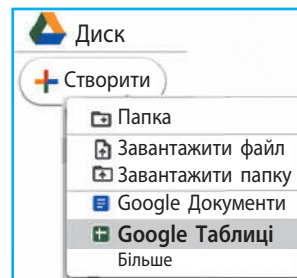 Диск
Створити
Папка
Завантажити файл
Завантажити папку
Google Документи
Google Таблиці
Більше